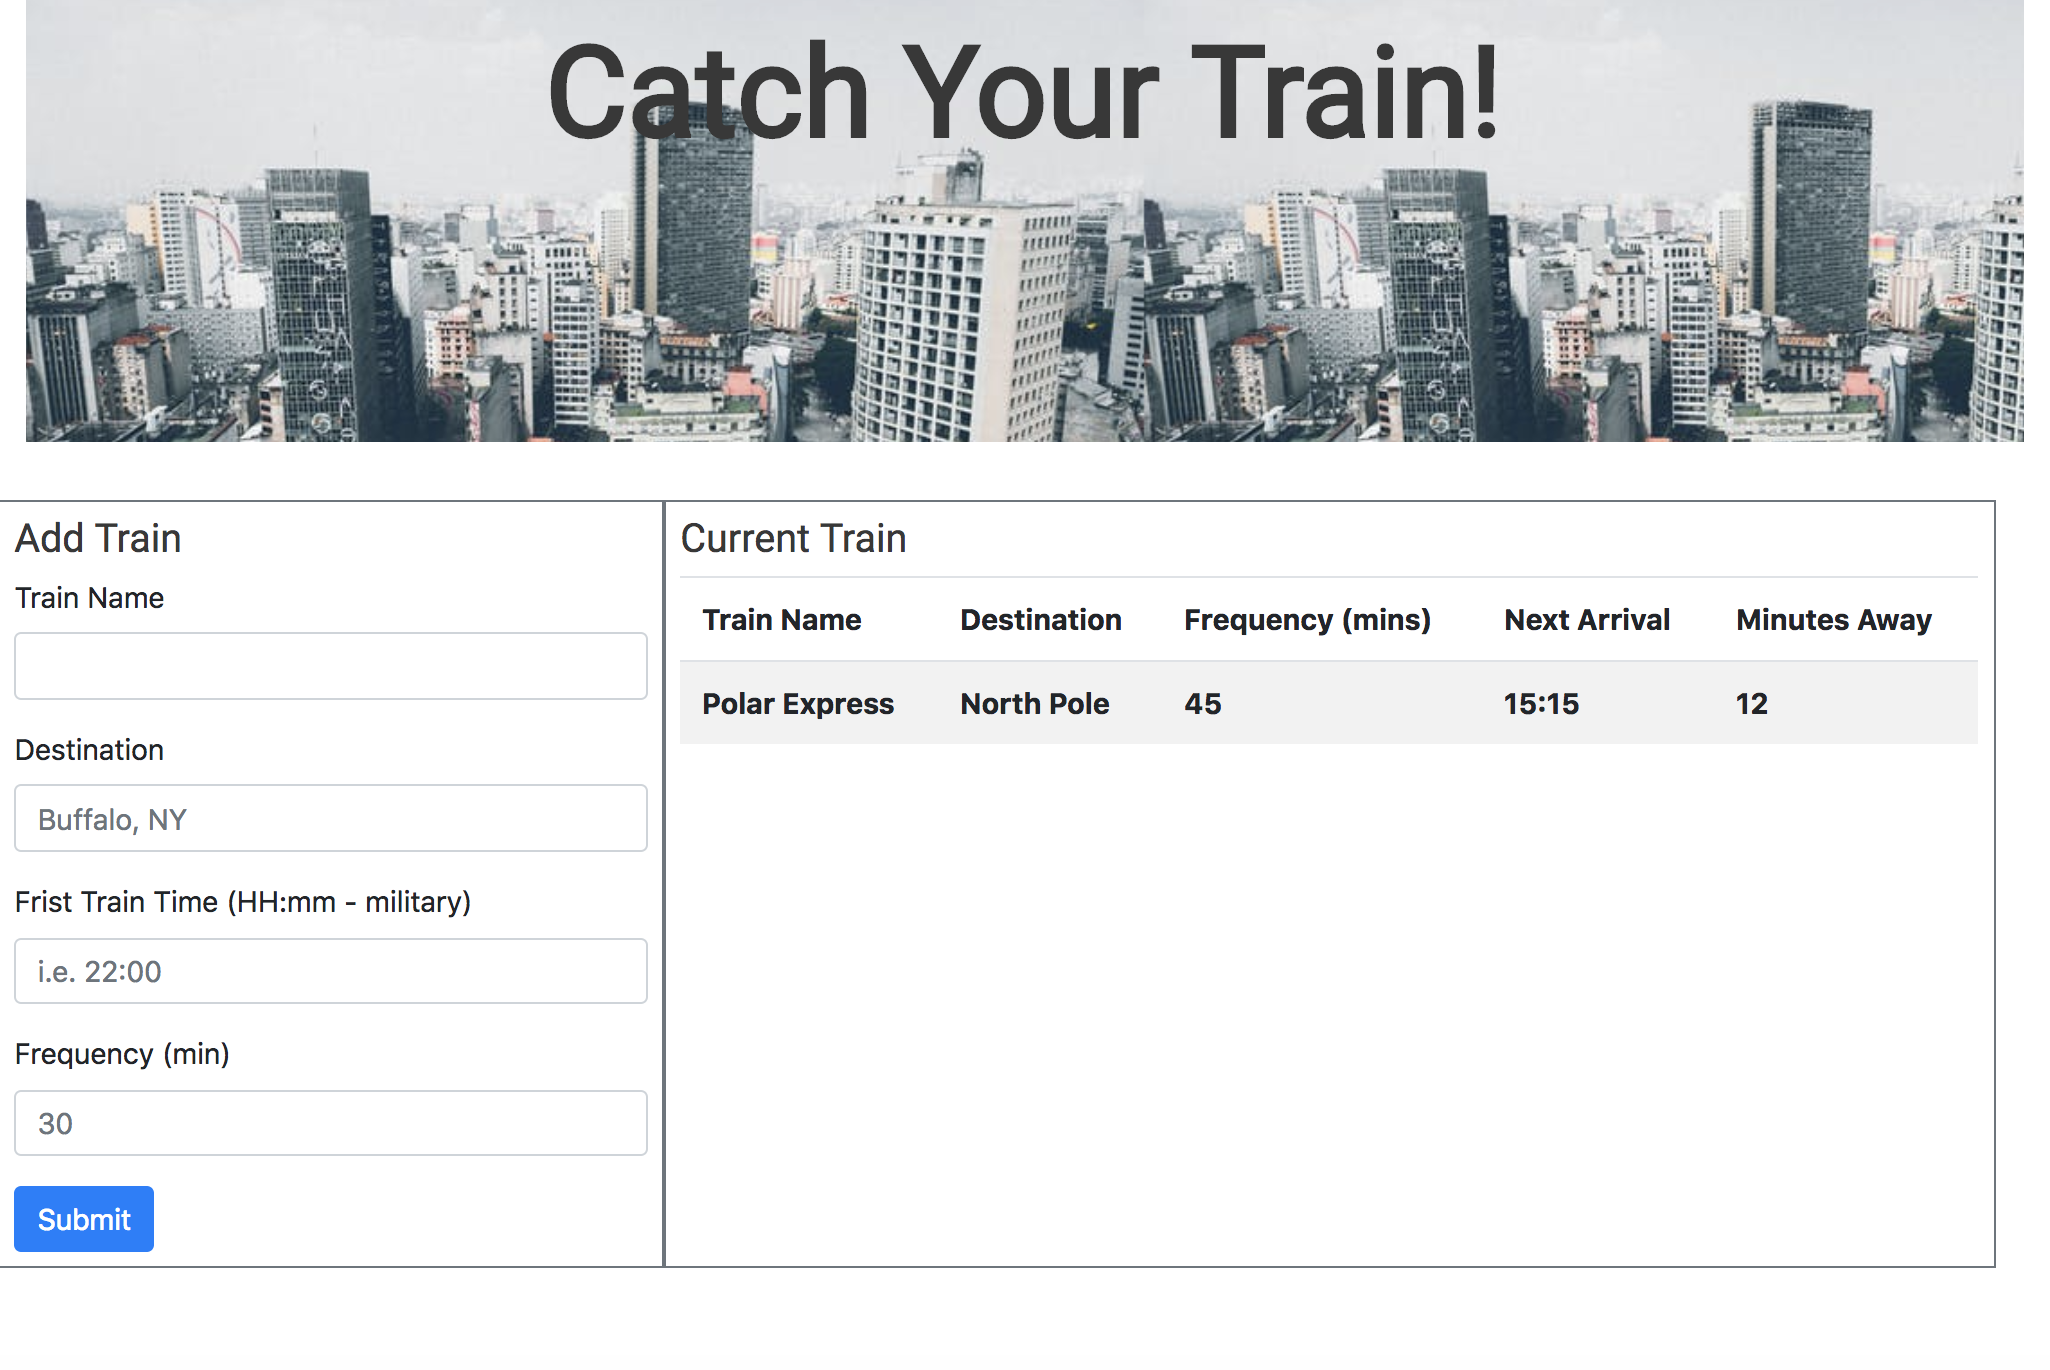 Catch Your Train!
Add Train
Train Name
Destination
Buffalo, NY
Frist Train Time (HH:mm - military)
i.e. 22:00
Frequency (min)
30
Submit
Current Train
Train Name Destination Frequency (mins) Next Arrival Minutes Away
Polar Express North Pole 45 15:15 12